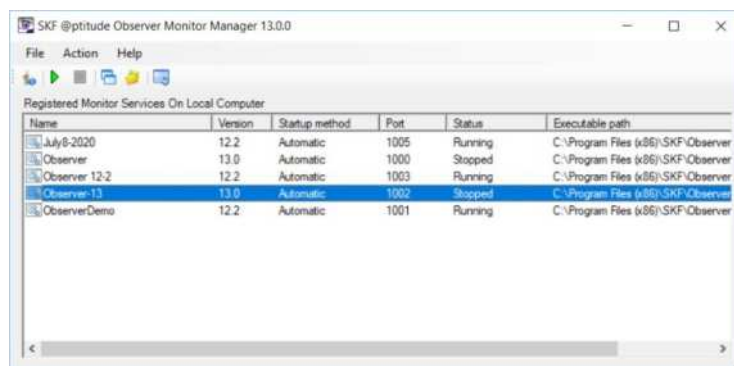 SKF @ptitude Observer Monitor Manager 13.0.0
File Action Help
Registered Monitor Services On Local Computer
Name Version Startup method Port Status Executable path
July8-2020 12.2 Automatic 1005 Running C:\Program Files (x86)\SKF\Observer
Observer 13.0 Automatic 1000 Stopped C:\Program Files (x86)\SKF\Observer
Observer 12-2 12.2 Automatic 1003 Running C:\Program Files (x86)\SKF\Observer
Observer-13 13.0 Automatic 1002 Stopped C:\Program Files (x86)\SKF\Observer
ObserverDemo 12.2 Automatic 1001 Running C:\Program Files (x86)\SKF\Observer